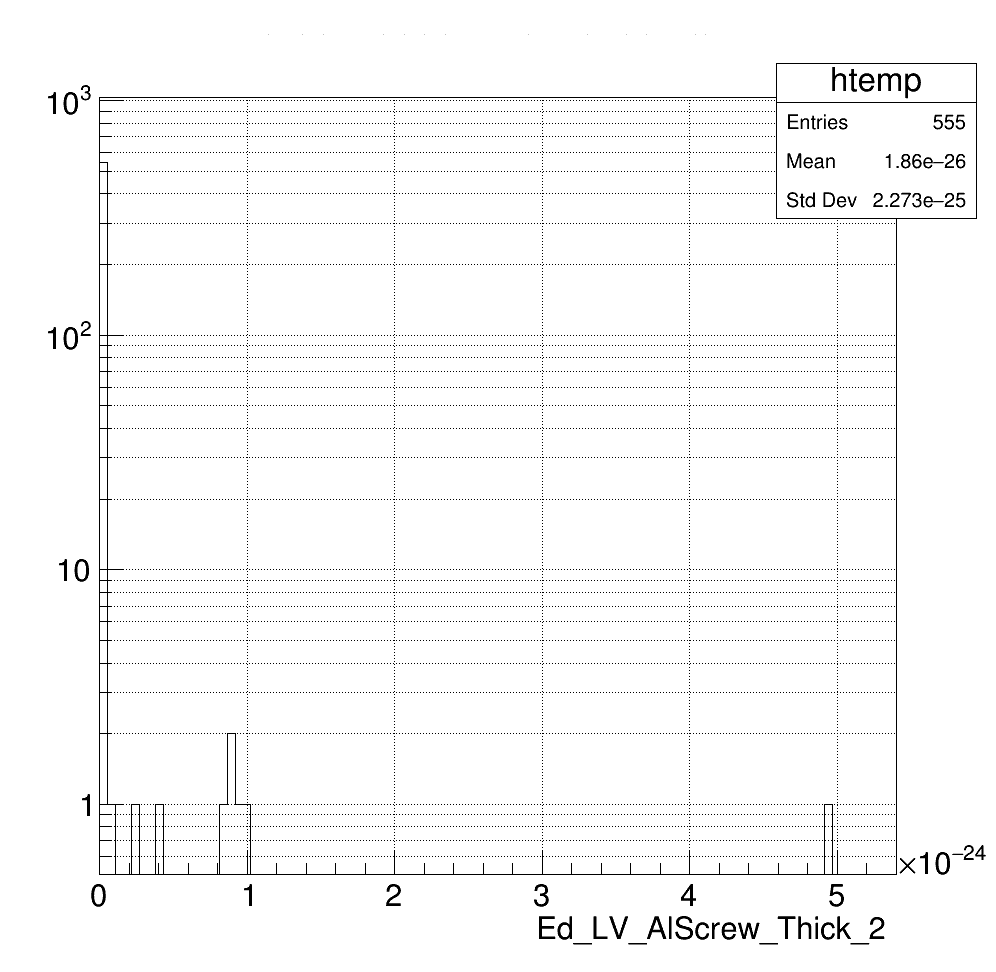 htemp
Entries 555
Mean 1.86e−26
Std Dev 2.273e−25
10³
10²
10
1
0 1 2 3 4 5
×10⁻²⁴
Ed_LV_AlScrew_Thick_2